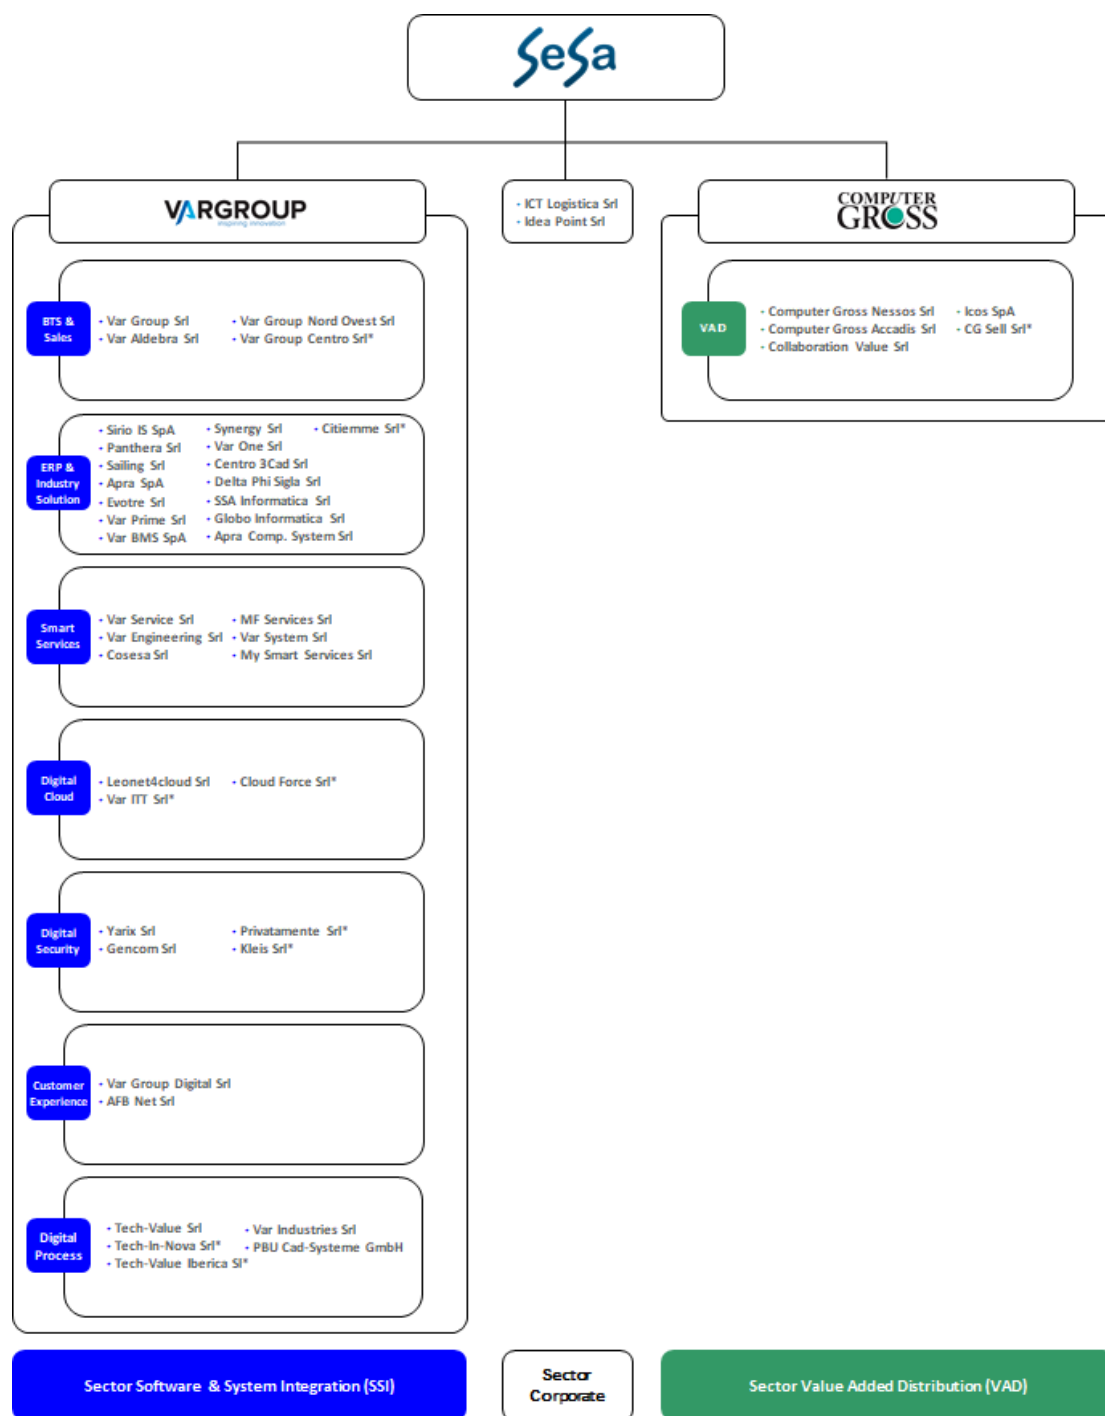 SeSa
VARGROUP
inspiring innovation
- ICT Logistica Srl
- Idea Point Srl
COMPUTER
GROSS
BTS &
Sales
- Var Group Srl
- Var Aldebra Srl
- Var Group Nord Ovest Srl
- Var Group Centro Srl*
VAD
- Computer Gross Nessos Srl
- Computer Gross Accadis Srl
- Collaboration Value Srl
- Icos SpA
- CG Sell Srl*
ERP &
Industry
Solution
- Sirio IS SpA
- Panthera Srl
- Sailing Srl
- Apra SpA
- Evotre Srl
- Var Prime Srl
- Var BMS SpA
- Synergy Srl
- Var One Srl
- Centro 3Cad Srl
- Delta Phi Sigla Srl
- SSA Informatica Srl
- Globo Informatica Srl
- Apra Comp. System Srl
- Citiemme Srl*
Smart
Services
- Var Service Srl
- Var Engineering Srl
- Cosesa Srl
- MF Services Srl
- Var System Srl
- My Smart Services Srl
Digital
Cloud
- Leonet4cloud Srl
- Var ITT Srl*
- Cloud Force Srl*
Digital
Security
- Yarix Srl
- Gencom Srl
- Privatamente Srl*
- Kleis Srl*
Customer
Experience
- Var Group Digital Srl
- AFB Net Srl
Digital
Process
- Tech-Value Srl
- Tech-In-Nova Srl*
- Tech-Value Iberica Sl*
- Var Industries Srl
- PBU Cad-Systeme GmbH
Sector Software & System Integration (SSI)
Sector
Corporate
Sector Value Added Distribution (VAD)